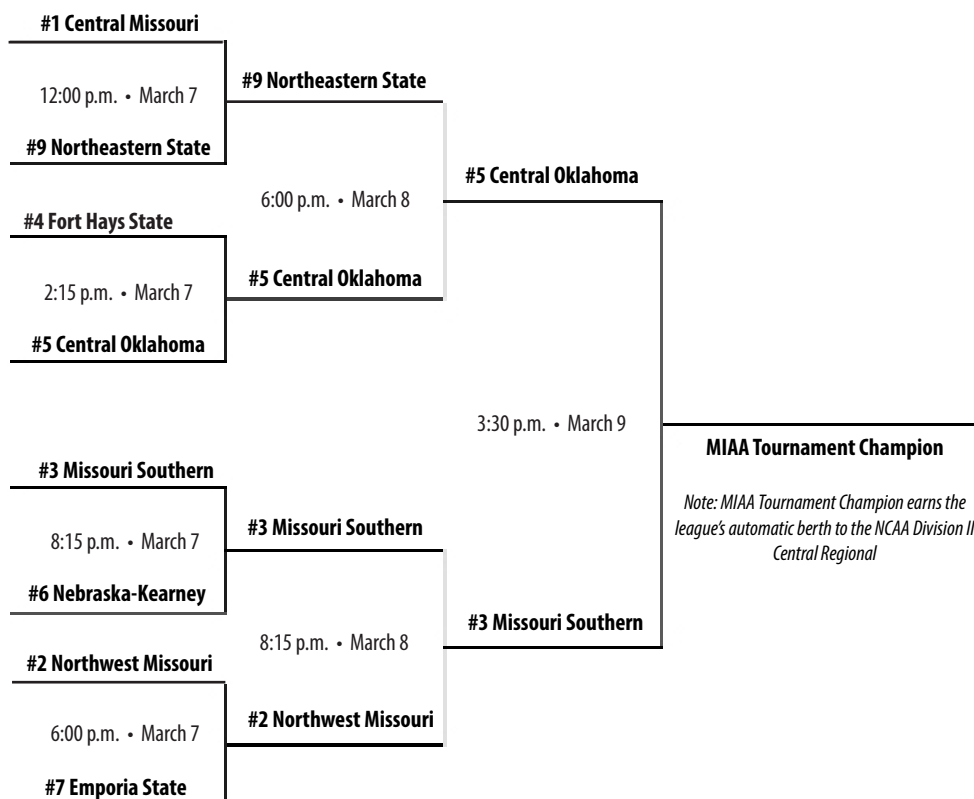 #1 Central Missouri
12:00 p.m. • March 7
#9 Northeastern State
#4 Fort Hays State
2:15 p.m. • March 7
#5 Central Oklahoma
#3 Missouri Southern
8:15 p.m. • March 7
#6 Nebraska-Kearney
#2 Northwest Missouri
6:00 p.m. • March 7
#7 Emporia State
#9 Northeastern State
6:00 p.m. • March 8
#5 Central Oklahoma
#3 Missouri Southern
8:15 p.m. • March 8
#2 Northwest Missouri
#5 Central Oklahoma
3:30 p.m. • March 9
#3 Missouri Southern
MIAA Tournament Champion
Note: MIAA Tournament Champion earns the
league's automatic berth to the NCAA Division II
Central Regional